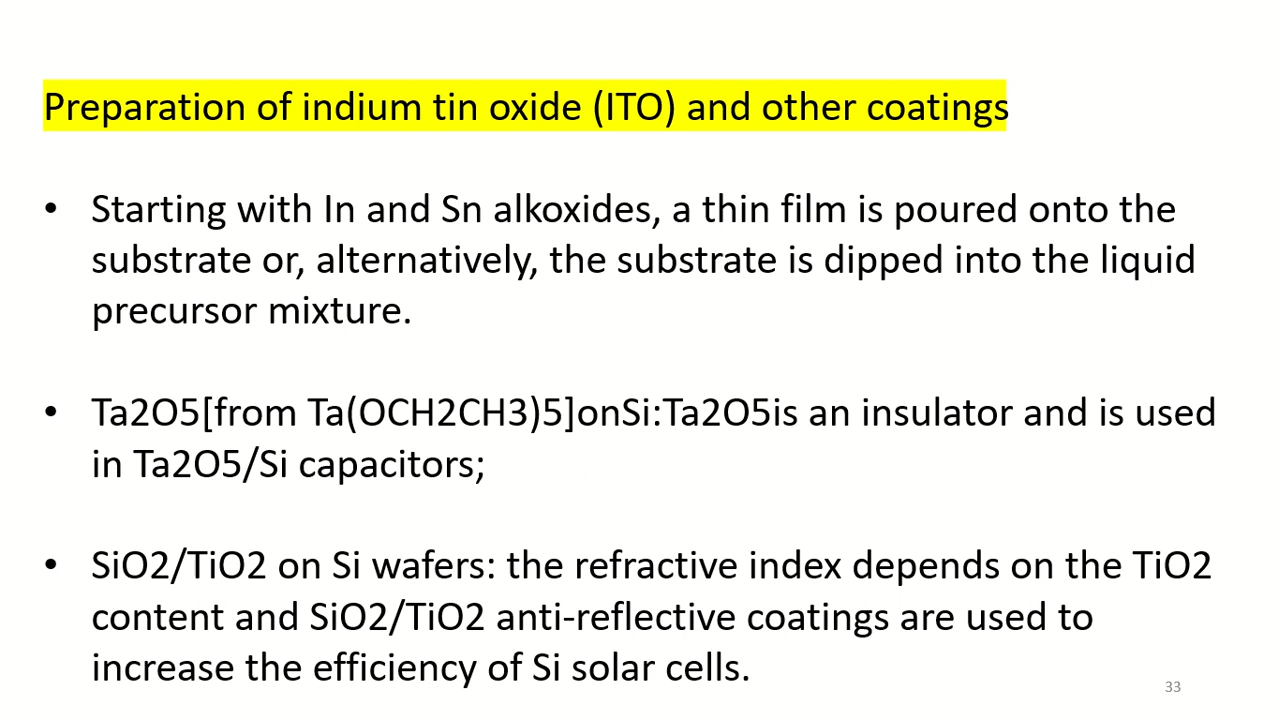 Preparation of indium tin oxide (ITO) and other coatings
• Starting with In and Sn alkoxides, a thin film is poured onto the
substrate or, alternatively, the substrate is dipped into the liquid
precursor mixture.
• Ta2O5[from Ta(OCH2CH3)5]onSi:Ta2O5is an insulator and is used
in Ta2O5/Si capacitors;
• SiO2/TiO2 on Si wafers: the refractive index depends on the TiO2
content and SiO2/TiO2 anti-reflective coatings are used to
increase the efficiency of Si solar cells.
33